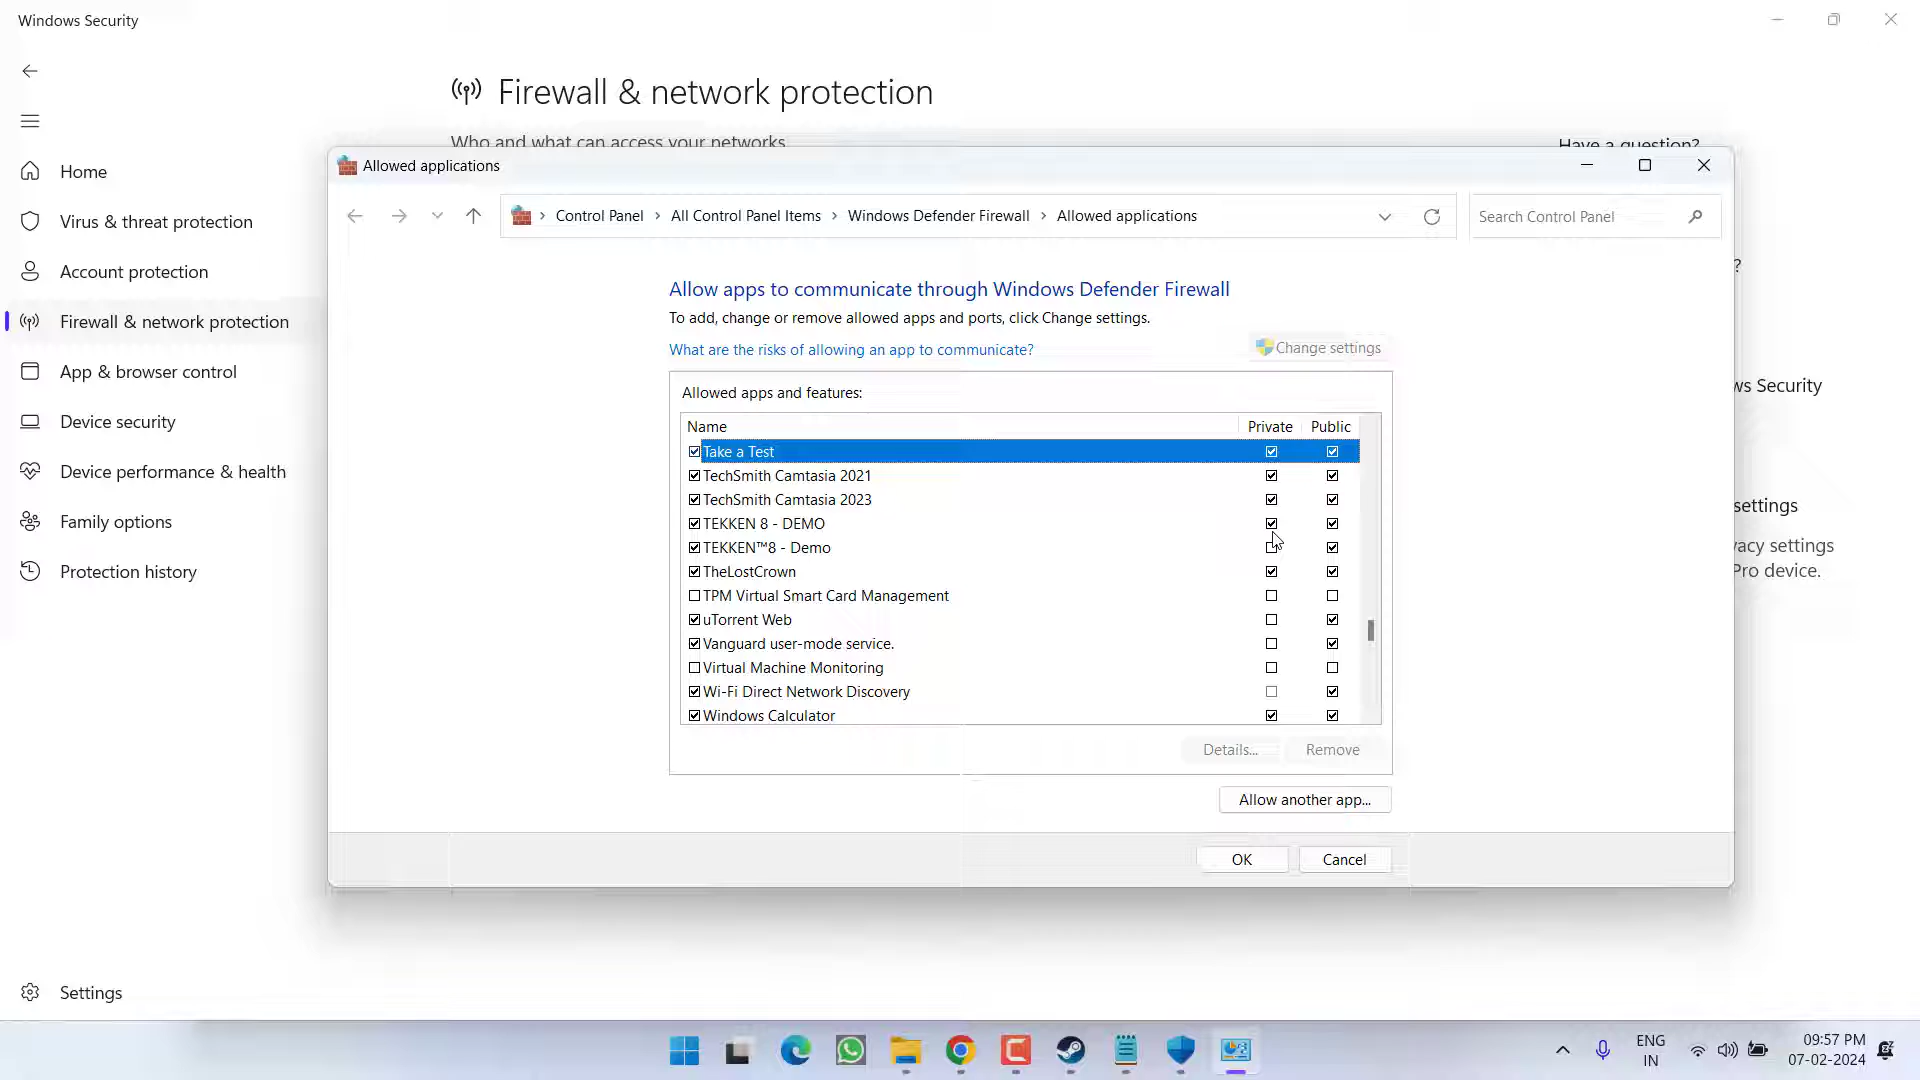 Windows Security
Firewall & network protection
Who and what can access your networks.
Have a question?
Home
Virus & threat protection
Account protection
Firewall & network protection
App & browser control
Device security
Device performance & health
Family options
Protection history
Settings
Allowed applications
Control Panel > All Control Panel Items > Windows Defender Firewall > Allowed applications
Search Control Panel
?
Allow apps to communicate through Windows Defender Firewall
To add, change or remove allowed apps and ports, click Change settings.
What are the risks of allowing an app to communicate?
Change settings
Allowed apps and features:
Name Private Public
Take a Test
TechSmith Camtasia 2021
TechSmith Camtasia 2023
TEKKEN 8 - DEMO
TEKKEN™8 - Demo
TheLostCrown
TPM Virtual Smart Card Management
uTorrent Web
Vanguard user-mode service.
Virtual Machine Monitoring
Wi-Fi Direct Network Discovery
Windows Calculator
Details...
Remove
Allow another app...
OK
Cancel
ws Security
settings
vacy settings
Pro device.
ENG
IN
09:57 PM
07-02-2024